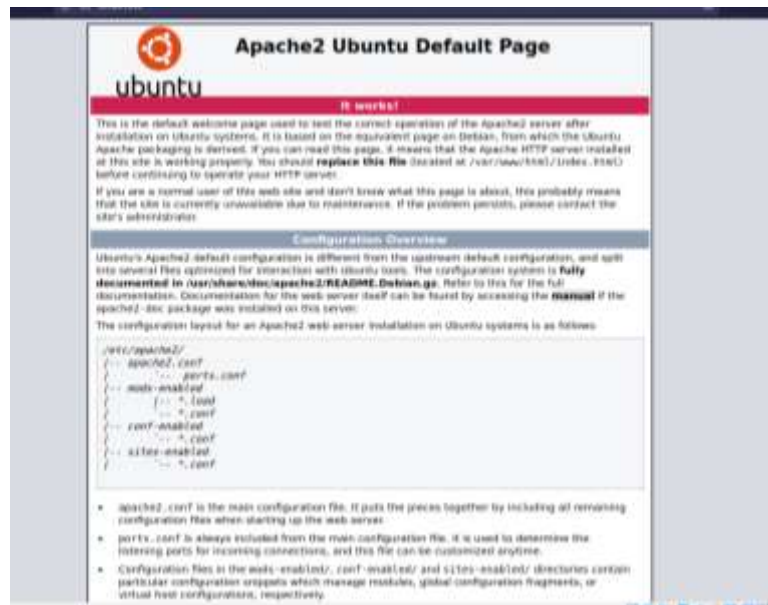 Apache2 Ubuntu Default Page
ubuntu
It works!
This is the default welcome page used to test the correct operation of the Apache2 server after
installation on Ubuntu systems. It is based on the equivalent page on Debian, from which the Ubuntu
Apache packaging is derived. If you can read this page, it means that the Apache HTTP server installed
at this site is working properly. You should replace this file (located at /var/www/html/index.html)
before continuing to operate your HTTP server.
If you are a normal user of this web site and don't know what this page is about, this probably means
that the site is currently unavailable due to maintenance. If the problem persists, please contact the
site's administrator.
Configuration Overview
Ubuntu's Apache2 default configuration is different from the upstream default configuration, and split
into several files optimized for interaction with Ubuntu tools. The configuration system is fully
documented in /usr/share/doc/apache2/README.Debian.gz. Refer to this for the full
documentation. Documentation for the web server itself can be found by accessing the manual if the
apache2-doc package was installed on this server.
The configuration layout for an Apache2 web server installation on Ubuntu systems is as follows:
/etc/apache2/
|-- apache2.conf
|       `--  ports.conf
|-- mods-enabled
|       |-- *.load
|       `-- *.conf
|-- conf-enabled
|       `-- *.conf
|-- sites-enabled
|       `-- *.conf
• apache2.conf is the main configuration file. It puts the pieces together by including all remaining
configuration files when starting up the web server.
• ports.conf is always included from the main configuration file. It is used to determine the
listening ports for incoming connections, and this file can be customized anytime.
• Configuration files in the mods-enabled/, conf-enabled/ and sites-enabled/ directories contain
particular configuration snippets which manage modules, global configuration fragments, or
virtual host configurations, respectively.